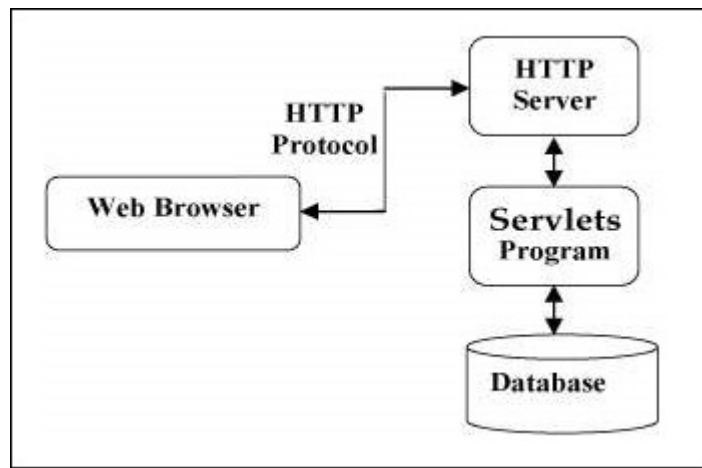 HTTP
Server
HTTP
Protocol
Web Browser
Servlets
Program
Database